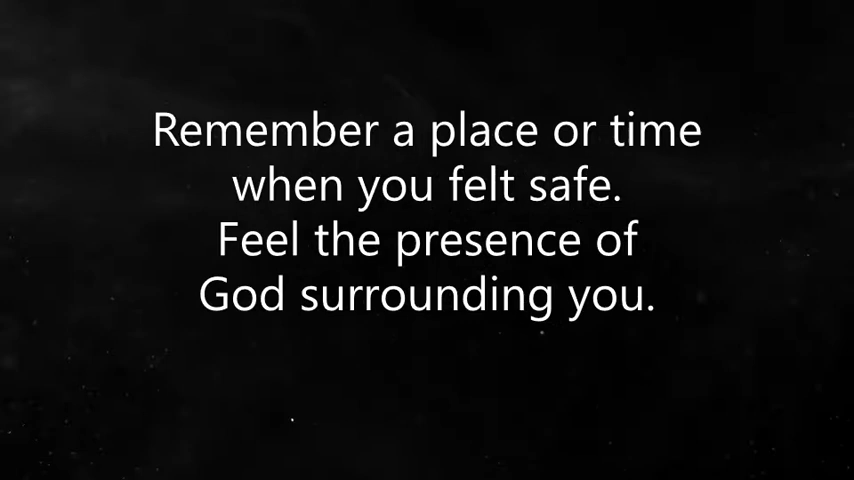 Remember a place or time
when you felt safe.
Feel the presence of
God surrounding you.